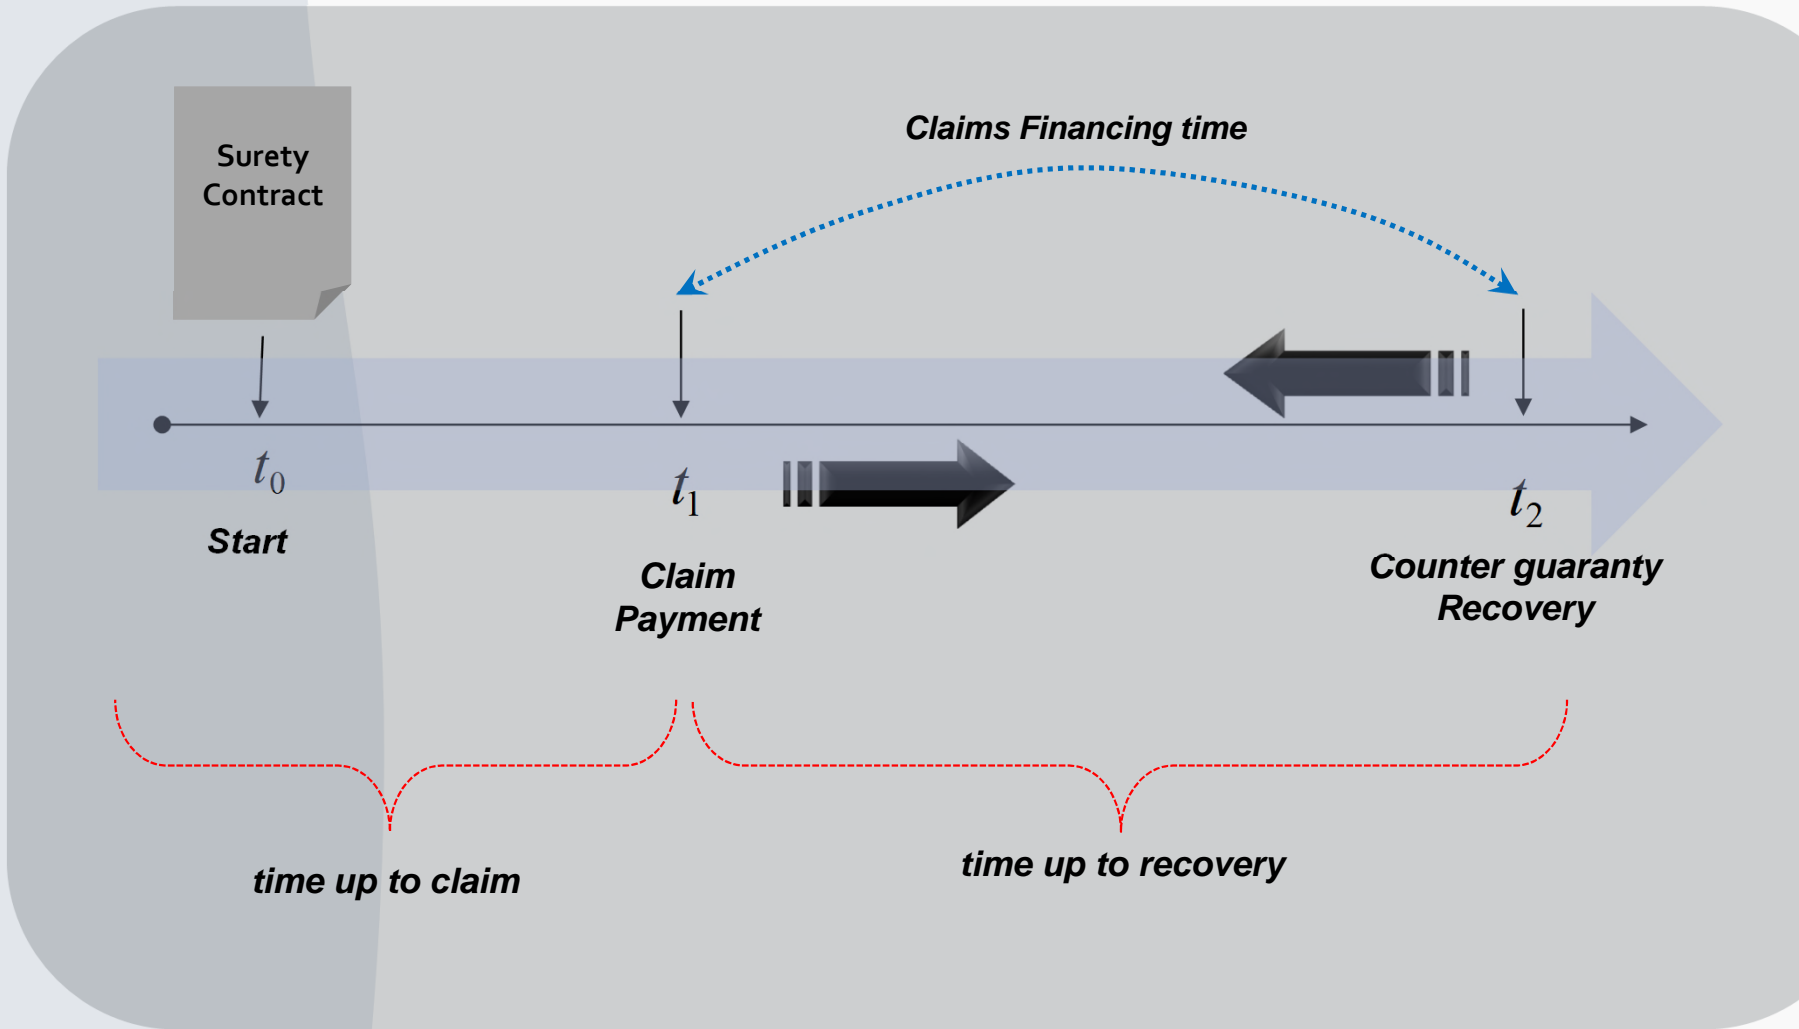 Surety
Contract
Claims Financing time
t0
t1
t2
Start
Claim
Payment
Counter guaranty
Recovery
time up to claim
time up to recovery